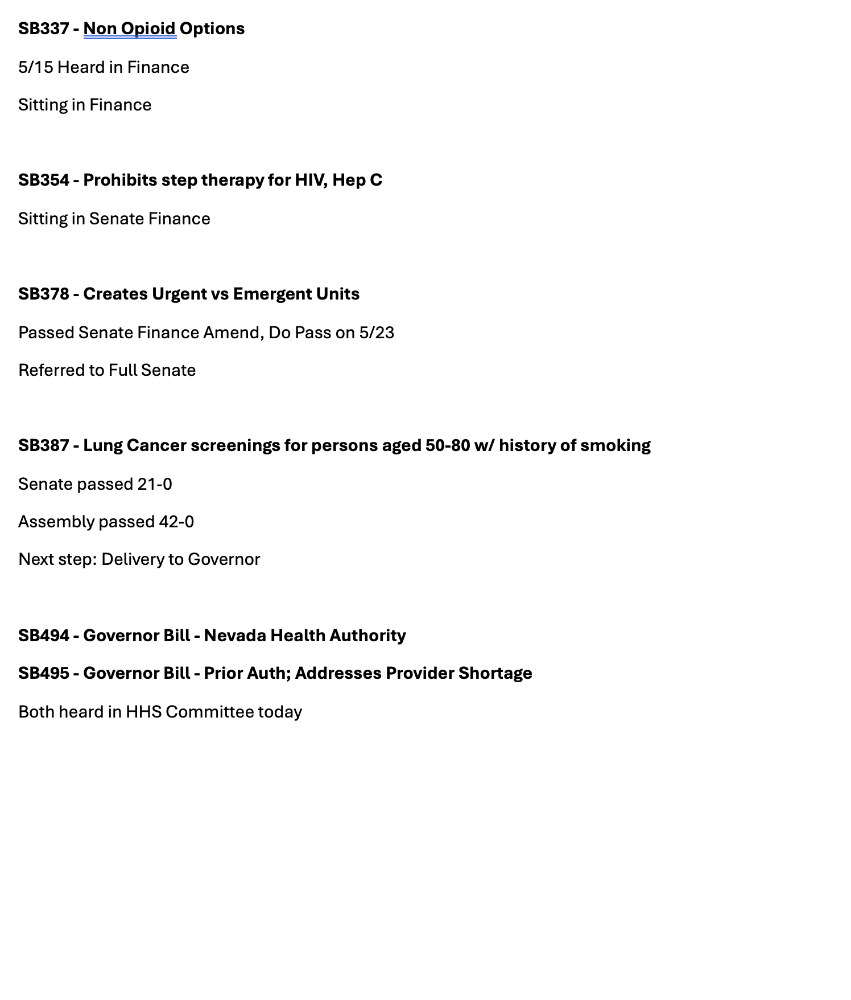 SB337 - Non Opioid Options
5/15 Heard in Finance
Sitting in Finance
SB354 - Prohibits step therapy for HIV, Hep C
Sitting in Senate Finance
SB378 - Creates Urgent vs Emergent Units
Passed Senate Finance Amend, Do Pass on 5/23
Referred to Full Senate
SB387 - Lung Cancer screenings for persons aged 50-80 w/ history of smoking
Senate passed 21-0
Assembly passed 42-0
Next step: Delivery to Governor
SB494 - Governor Bill - Nevada Health Authority
SB495 - Governor Bill - Prior Auth; Addresses Provider Shortage
Both heard in HHS Committee today